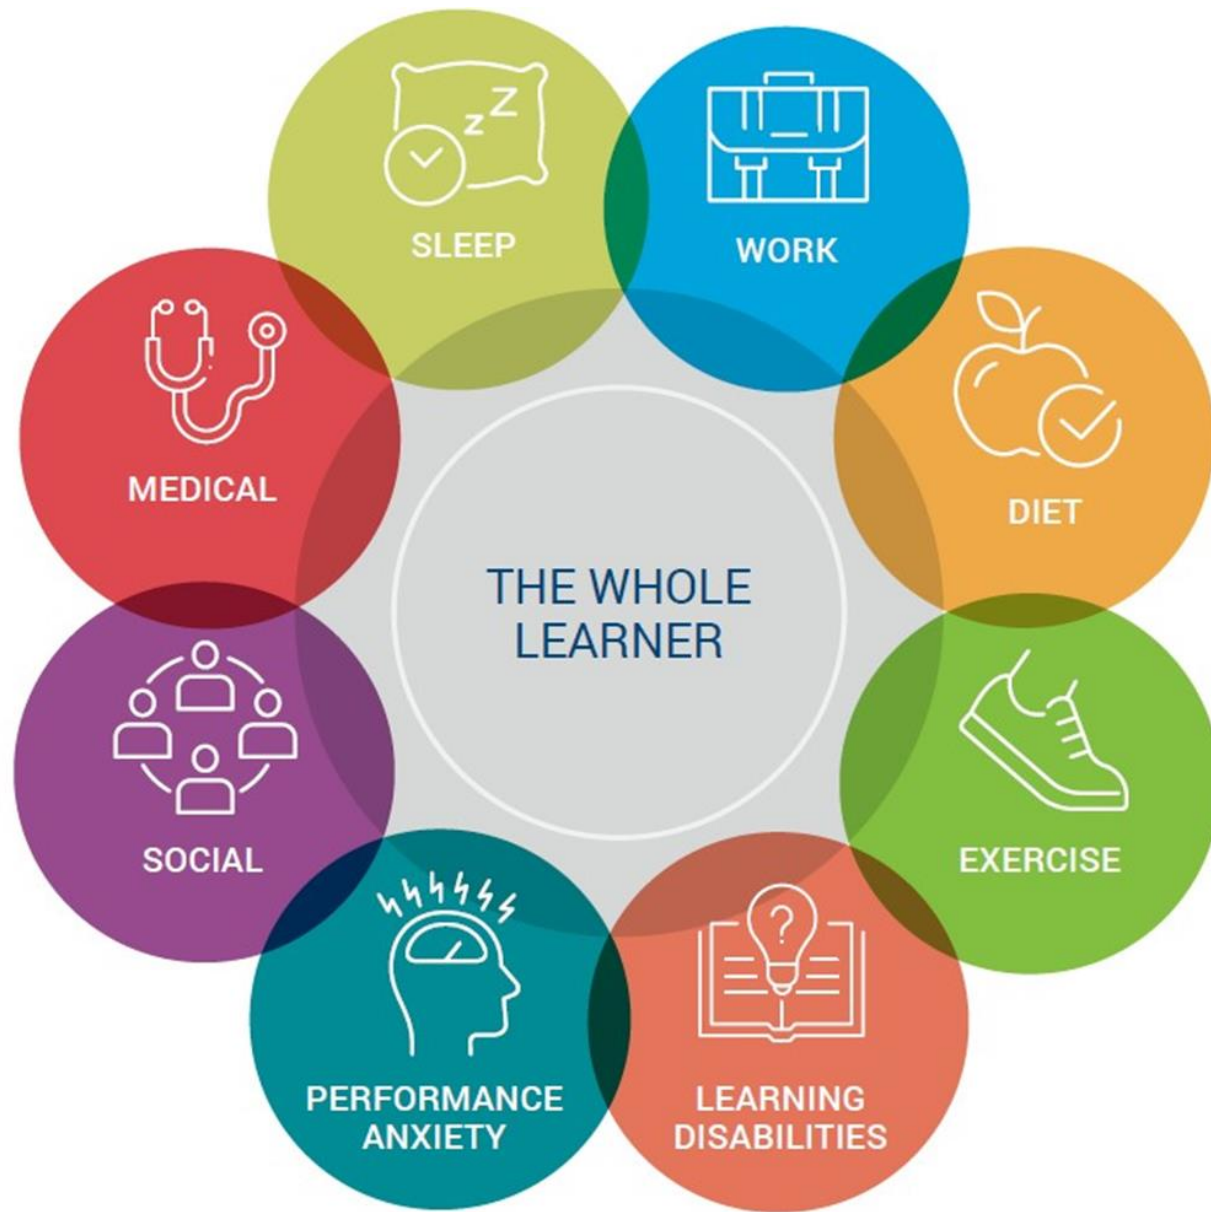 SLEEP
WORK
DIET
EXERCISE
LEARNING
DISABILITIES
PERFORMANCE
ANXIETY
SOCIAL
MEDICAL
THE WHOLE
LEARNER
z Z
?